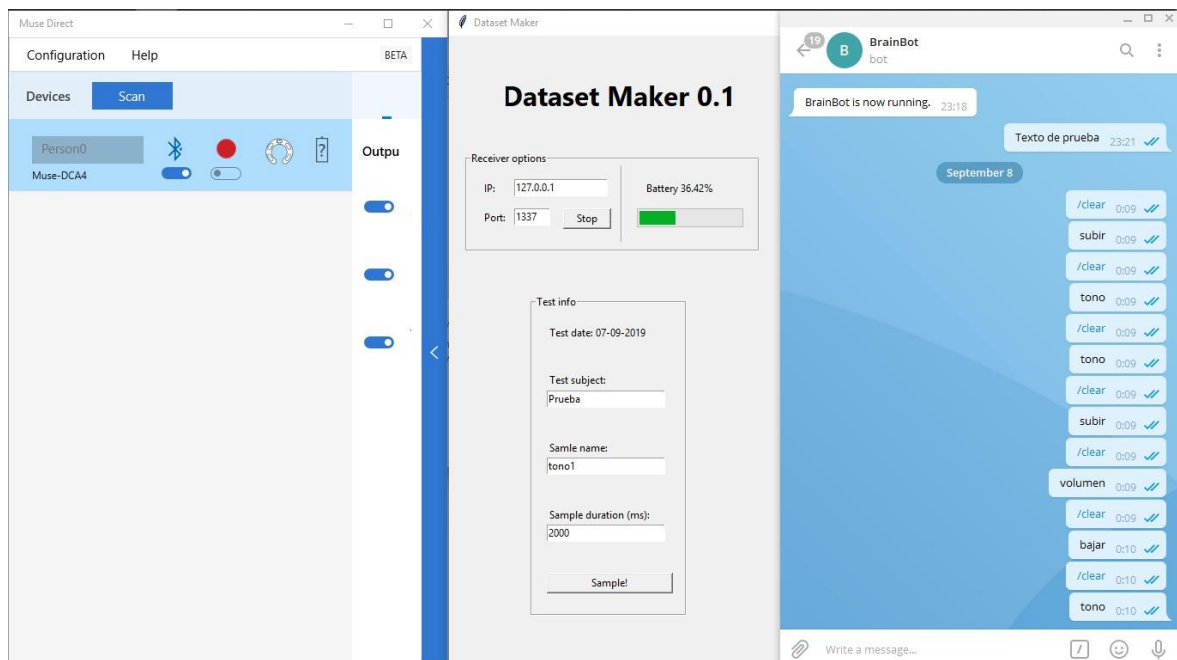 Muse Direct
Configuration Help BETA
Devices Scan
Person0
Muse-DCA4
Outpu
Dataset Maker
Dataset Maker 0.1
Receiver options
IP: 127.0.0.1
Port: 1337 Stop
Battery 36.42%
Test info
Test date: 07-09-2019
Test subject:
Prueba
Samle name:
tono1
Sample duration (ms):
2000
Sample!
19
B
BrainBot
bot
BrainBot is now running. 23:18
Texto de prueba 23:21
September 8
/clear 0:09
subir 0:09
/clear 0:09
tono 0:09
/clear 0:09
tono 0:09
/clear 0:09
subir 0:09
/clear 0:09
volumen 0:09
/clear 0:09
bajar 0:10
/clear 0:10
tono 0:10
Write a message...